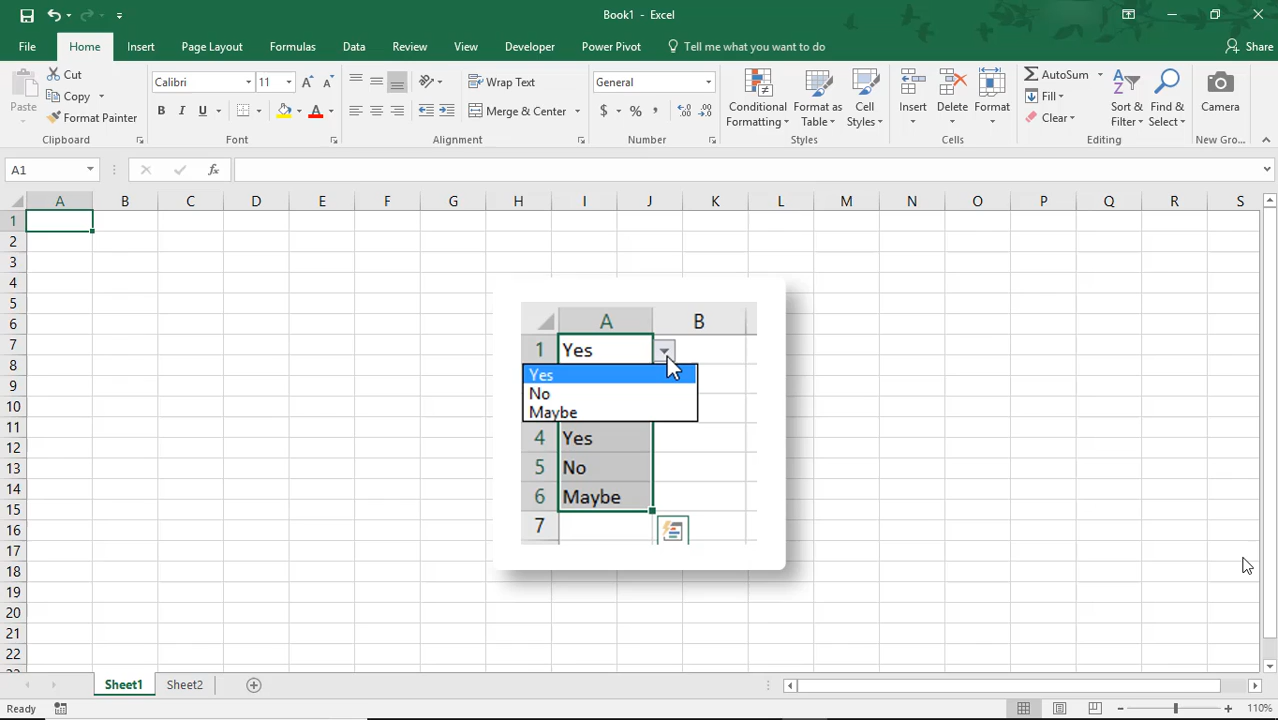 Book1 - Excel
File Home Insert Page Layout Formulas Data Review View Developer Power Pivot Tell me what you want to do Share
Paste
Cut
Copy
Format Painter
Clipboard
Calibri 11
B I U
Font
Wrap Text
Merge & Center
Alignment
General
$ % ,
Number
Conditional Formatting
Format as Table
Cell Styles
Styles
Insert
Delete
Format
Cells
AutoSum
Fill
Clear
Sort & Filter
Find & Select
Editing
Camera
New Gro...
A1 fx
A B C D E F G H I J K L M N O P Q R S
1
2
3
4
5
6
7
8
9
10
11
12
13
14
15
16
17
18
19
20
21
22
A B
1 Yes
Yes
No
Maybe
4 Yes
5 No
6 Maybe
7
Sheet1 Sheet2
Ready 110%